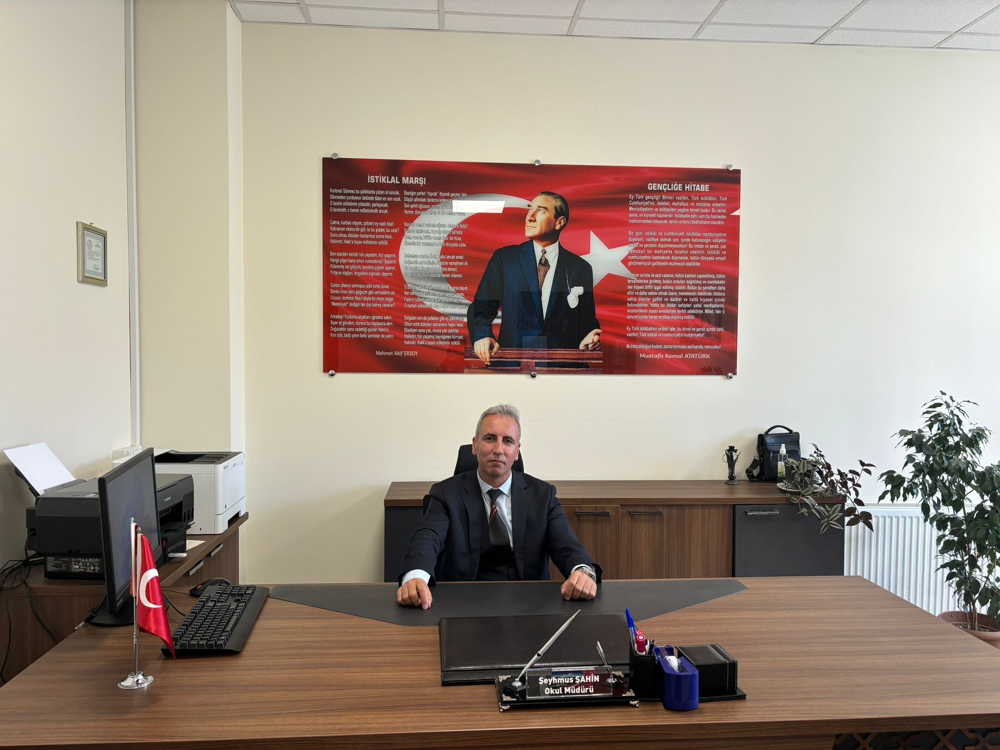 İSTİKLAL MARŞI
Korkma! Sönmez bu şafaklarda yüzen al sancak,
Sönmeden yurdumun üstünde tüten en son ocak.
O benim milletimin yıldızıdır, parlayacak;
O benimdir, o benim milletimindir ancak.
Çatma, kurban olayım, çehreni ey nazlı hilal!
Kahraman ırkıma bir gül; ne bu şiddet, bu celal?
Sana olmaz dökülen kanlarımız sonra helal...
Hakkıdır, Hakk'a tapan milletimin istiklâl.
Ben ezelden beridir hür yaşadım, hür yaşarım,
Hangi çılgın bana zincir vuracakmış? Şaşarım.
Kükremiş sel gibiyim, bendimi çiğner, aşarım,
Yırtarım dağları, enginlere sığmam, taşarım.
Garbın afakını sarmışsa çelik zırhlı duvar,
Benim iman dolu göğsüm gibi serhaddim var.
Ulusun, korkma! Nasıl böyle bir imanı boğar,
"Medeniyet" dediğin tek dişi kalmış canavar?
Arkadaş! Yurduma alçakları uğratma sakın,
Siper et gövdeni, dursun bu hayâsızca akın.
Doğacaktır sana vadettiği günler Hakk'ın,
Kim bilir, belki yarın belki yarından da yakın.
Mehmet Akif ERSOY
Bastığın yerleri "toprak" diyerek geçme, tanı,
Düşün altındaki binlerce kefensiz
Sen şehit oğlusun, incitme, yazıktır
Verme, dünyaları alsan da bu cennet vatanı.
Kim bu cennet vatanın uğruna olmaz ki feda?
Şüheda fışkıracak, toprağı sıksan şüheda.
Canı, cananı, bütün varımı alsın da Hüda,
Etmesin tek vatanımdan beni dünyada cüda.
Ruhumun senden İlahi, şudur ancak emeli:
Değmesin mabedimin göğsüne namahrem eli.
Bu ezanlar, ki şehadetleri dinin temeli,
Ebedi yurdumun üstünde benim inlemeli.
O zaman vecd ile bin secde eder varsa taşım,
Her cerihamdan, İlahi, boşanıp kanlı yaşım,
Fışkırır ruhumücerret gibi yerden naaşım
O zaman yükselerek arşa değer belki başım.
Dalgalan sen de şafaklar gibi ey şanlı hilal
Olsun artık dökülen kanlarımın hepsi helal.
Ebediyen sana yok, ırkıma yok izmihlal
Hakkıdır, hür yaşamış bayrağımın hürriyet;
Hakkıdır, Hakk'a tapan milletimin istiklâl.
GENÇLİĞE HİTABE
Ey Türk gençliği! Birinci vazifen, Türk istiklâlini, Türk
Cumhuriyet'ini, ilelebet, muhafaza ve müdafaa etmektir.
Mevcudiyetinin ve istikbalinin yegâne temeli budur. Bu temel,
senin, en kıymetli hazinendir. İstikbalde dahi, seni bu hazineden
mahrum etmek isteyecek, dahilî ve haricî bedhahların olacaktır.
Bir gün, istiklâl ve cumhuriyeti müdafaa mecburiyetine
düşersen, vazifeye atılmak için, içinde bulunacağın vaziyetin
imkân ve şeraitini düşünmeyeceksin! Bu imkân ve şerait, çok
namüsait bir mahiyette tezahür edebilir. İstiklâl ve
cumhuriyetine kastedecek düşmanlar, bütün dünyada emsali
görülmemiş bir galibiyetin mümessili olabilirler.
Cebren ve hile ile aziz vatanın, bütün kaleleri zaptedilmiş, bütün
tersanelerine girilmiş, bütün orduları dağıtılmış ve memleketin
her köşesi bilfiil işgal edilmiş olabilir. Bütün bu şeraitten daha
elim ve daha vahim olmak üzere, memleketin dahilinde, iktidara
sahip olanlar gaflet ve dalâlet ve hattâ hıyanet içinde
bulunabilirler. Hatta bu iktidar sahipleri şahsî menfaatlerini,
müstevlilerin siyasî emelleriyle tevhit edebilirler. Millet, fakr ü
zaruret içinde harap ve bîtap düşmüş olabilir.
Ey Türk istikbalinin evlâdı! İşte, bu ahval ve şerait içinde dahi,
vazifen; Türk istiklâl ve cumhuriyetini kurtarmaktır!
Muhtaç olduğun kudret, damarlarındaki asil kanda, mevcuttur!
Mustafa Kemal ATATÜRK
Canon
Şeyhmus ŞAHİN
Okul Müdürü